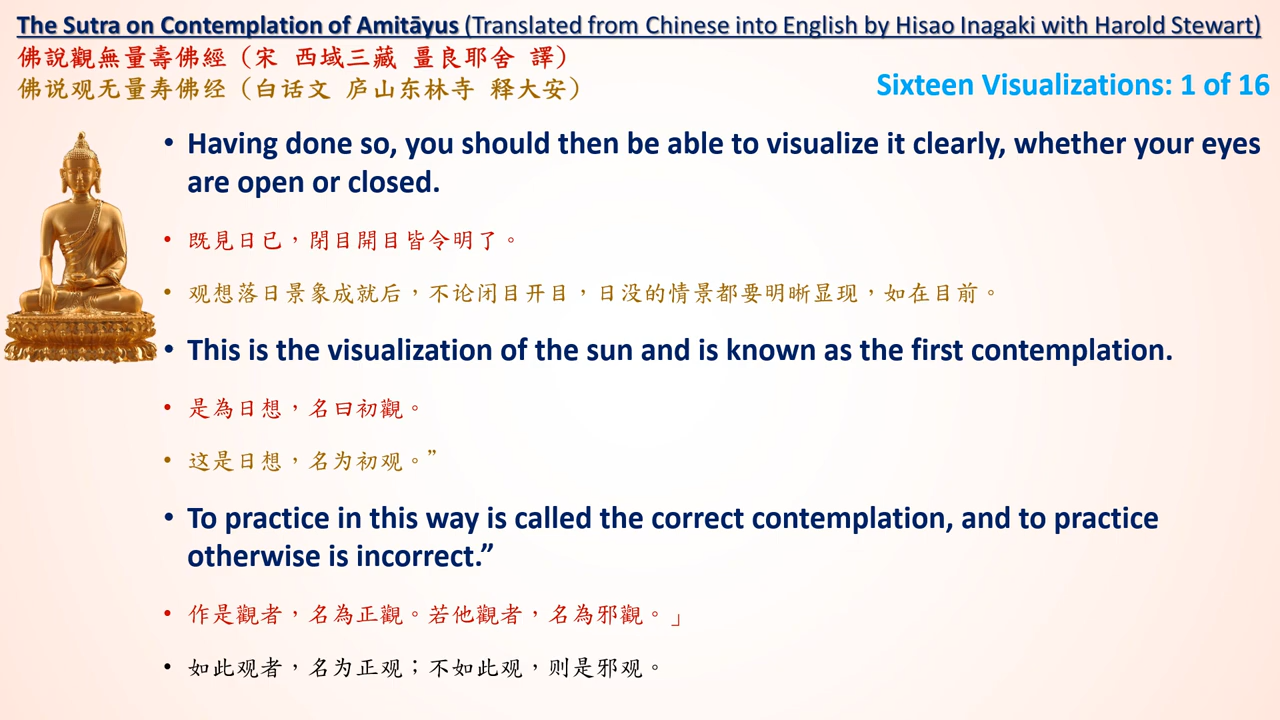 The Sutra on Contemplation of Amitāyus (Translated from Chinese into English by Hisao Inagaki with Harold Stewart)
佛說觀無量壽佛經（宋 西域三藏 畺良耶舍 譯）
佛说观无量寿佛经（白话文 庐山东林寺 释大安）
Sixteen Visualizations: 1 of 16
• Having done so, you should then be able to visualize it clearly, whether your eyes
are open or closed.
• 既見日已，閉目開目皆令明了。
• 观想落日景象成就后，不论闭目开目，日没的情景都要明晰显现，如在目前。
• This is the visualization of the sun and is known as the first contemplation.
• 是為日想，名曰初觀。
• 这是日想，名为初观。”
• To practice in this way is called the correct contemplation, and to practice
otherwise is incorrect.”
• 作是觀者，名為正觀。若他觀者，名為邪觀。」
• 如此观者，名为正观；不如此观，则是邪观。